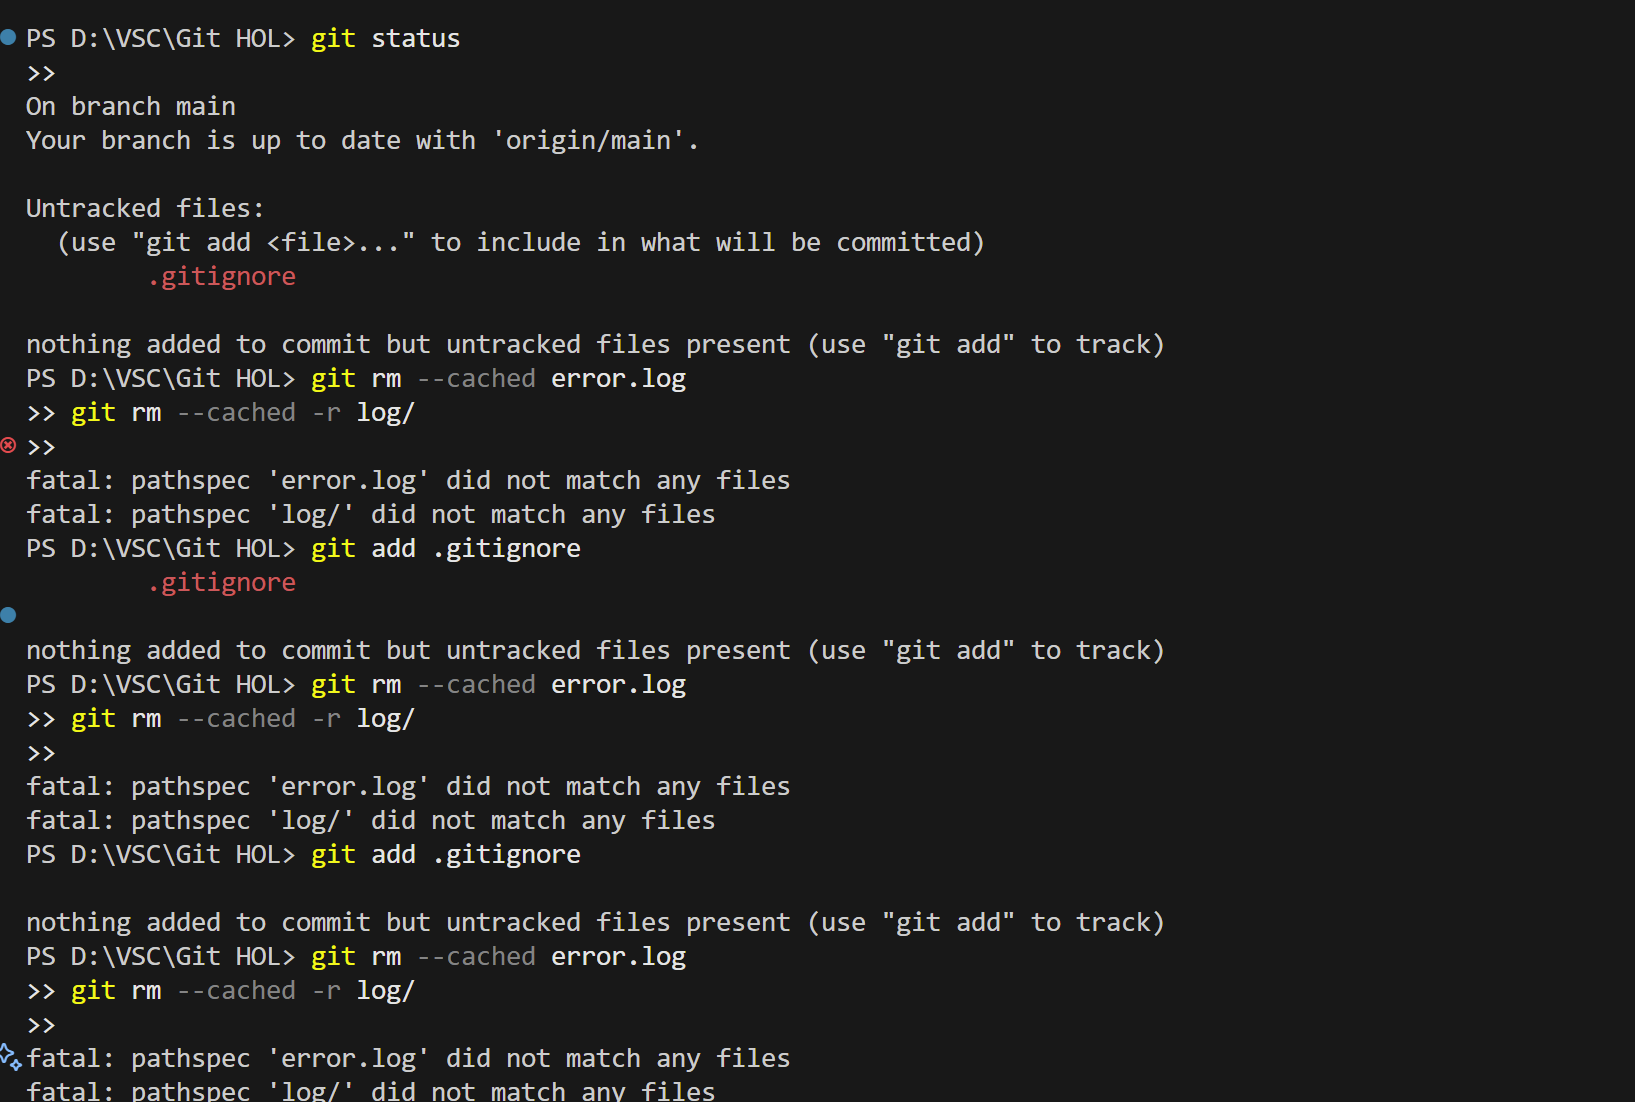 PS D:\VSC\Git HOL> git status
>>
On branch main
Your branch is up to date with 'origin/main'.
Untracked files:
  (use "git add <file>..." to include in what will be committed)
        .gitignore
nothing added to commit but untracked files present (use "git add" to track)
PS D:\VSC\Git HOL> git rm --cached error.log
>> git rm --cached -r log/
>>
fatal: pathspec 'error.log' did not match any files
fatal: pathspec 'log/' did not match any files
PS D:\VSC\Git HOL> git add .gitignore
        .gitignore
nothing added to commit but untracked files present (use "git add" to track)
PS D:\VSC\Git HOL> git rm --cached error.log
>> git rm --cached -r log/
>>
fatal: pathspec 'error.log' did not match any files
fatal: pathspec 'log/' did not match any files
PS D:\VSC\Git HOL> git add .gitignore
nothing added to commit but untracked files present (use "git add" to track)
PS D:\VSC\Git HOL> git rm --cached error.log
>> git rm --cached -r log/
>>
fatal: pathspec 'error.log' did not match any files
fatal: pathspec 'log/' did not match any files